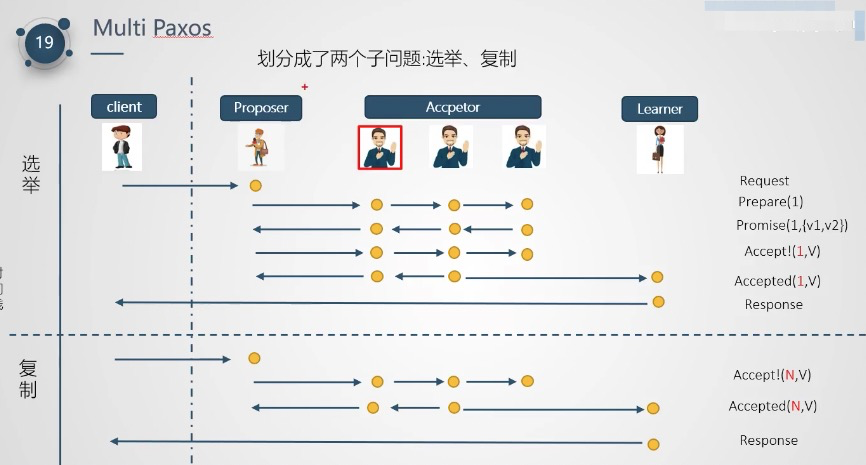 19
Multi Paxos
划分成了两个子问题:选举、复制
client
Proposer
Accpetor
Learner
选举
Request
Prepare(1)
Promise(1,{v1,v2})
Accept!(1,V)
Accepted(1,V)
Response
复制
Accept!(N,V)
Accepted(N,V)
Response